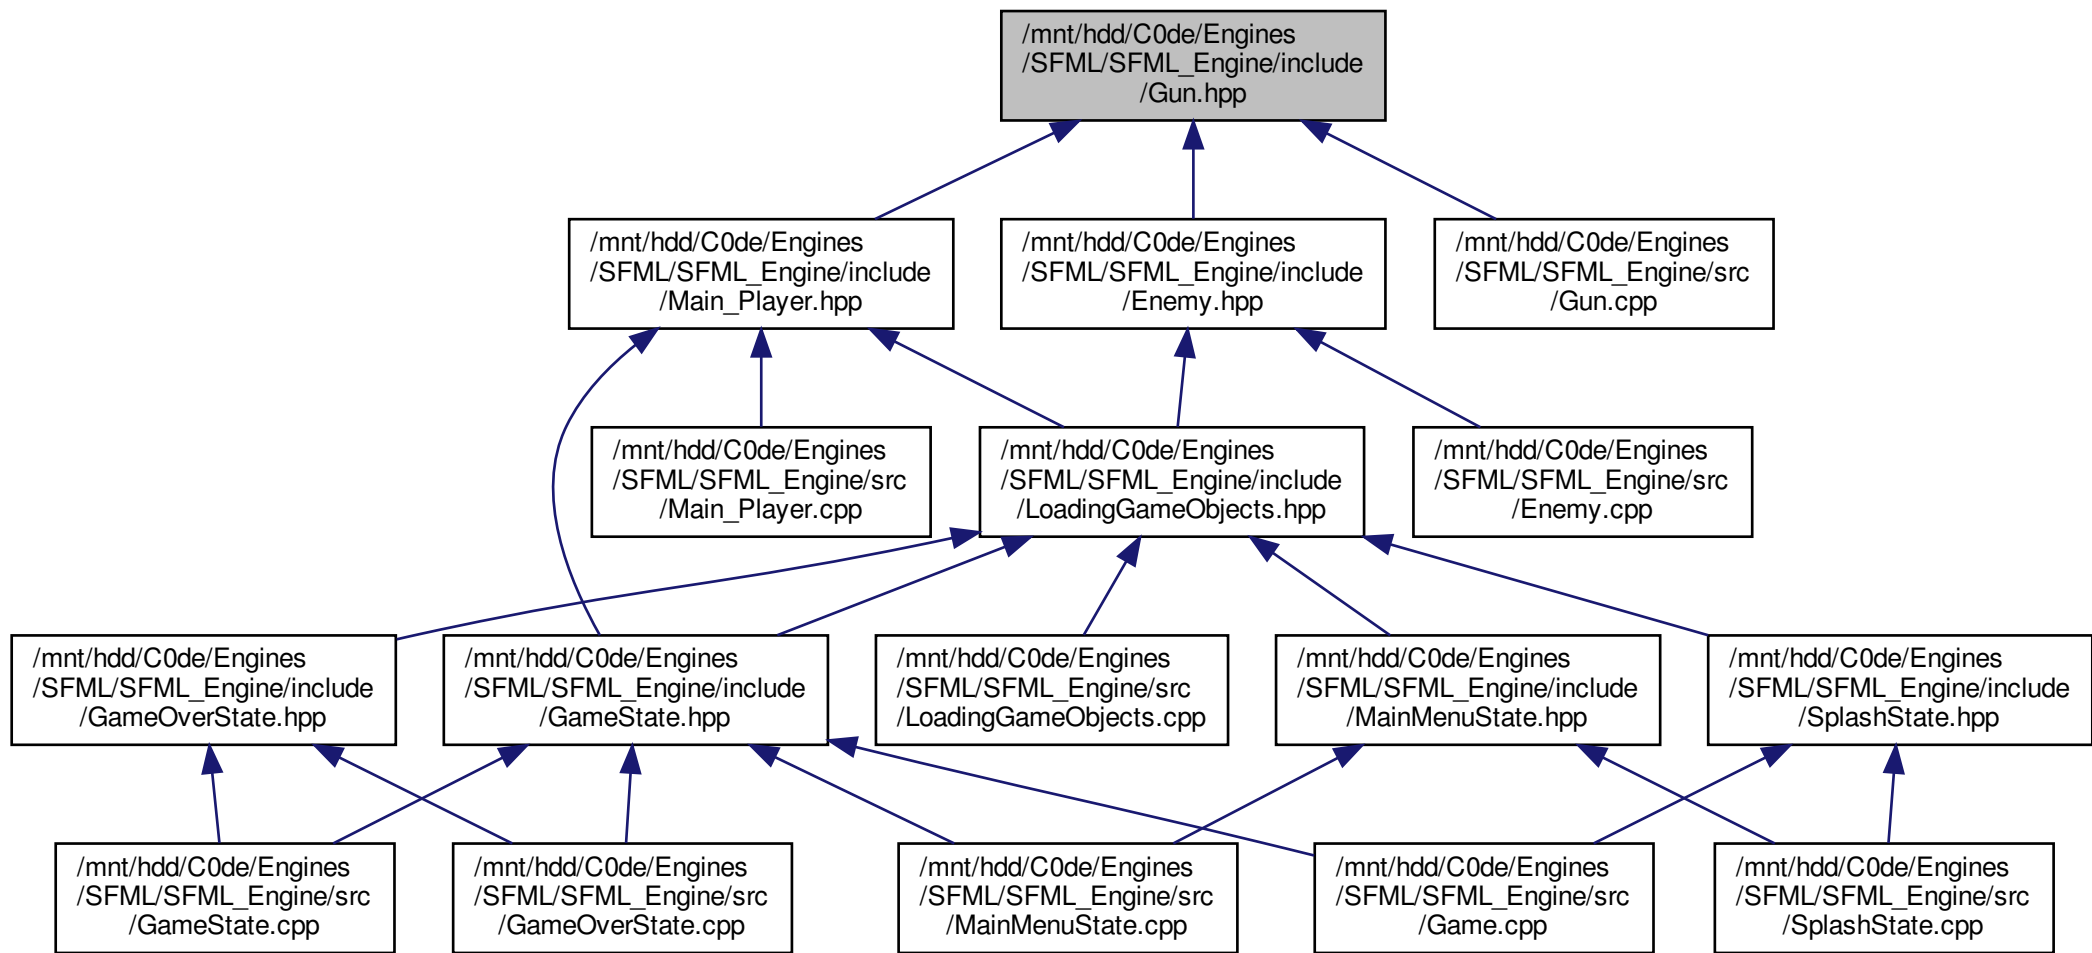 /mnt/hdd/C0de/Engines
/SFML/SFML_Engine/include
/Gun.hpp
/mnt/hdd/C0de/Engines
/SFML/SFML_Engine/include
/Main_Player.hpp
/mnt/hdd/C0de/Engines
/SFML/SFML_Engine/include
/Enemy.hpp
/mnt/hdd/C0de/Engines
/SFML/SFML_Engine/src
/Gun.cpp
/mnt/hdd/C0de/Engines
/SFML/SFML_Engine/src
/Main_Player.cpp
/mnt/hdd/C0de/Engines
/SFML/SFML_Engine/include
/LoadingGameObjects.hpp
/mnt/hdd/C0de/Engines
/SFML/SFML_Engine/src
/Enemy.cpp
/mnt/hdd/C0de/Engines
/SFML/SFML_Engine/include
/GameOverState.hpp
/mnt/hdd/C0de/Engines
/SFML/SFML_Engine/include
/GameState.hpp
/mnt/hdd/C0de/Engines
/SFML/SFML_Engine/src
/LoadingGameObjects.cpp
/mnt/hdd/C0de/Engines
/SFML/SFML_Engine/include
/MainMenuState.hpp
/mnt/hdd/C0de/Engines
/SFML/SFML_Engine/include
/SplashState.hpp
/mnt/hdd/C0de/Engines
/SFML/SFML_Engine/src
/GameState.cpp
/mnt/hdd/C0de/Engines
/SFML/SFML_Engine/src
/GameOverState.cpp
/mnt/hdd/C0de/Engines
/SFML/SFML_Engine/src
/MainMenuState.cpp
/mnt/hdd/C0de/Engines
/SFML/SFML_Engine/src
/Game.cpp
/mnt/hdd/C0de/Engines
/SFML/SFML_Engine/src
/SplashState.cpp